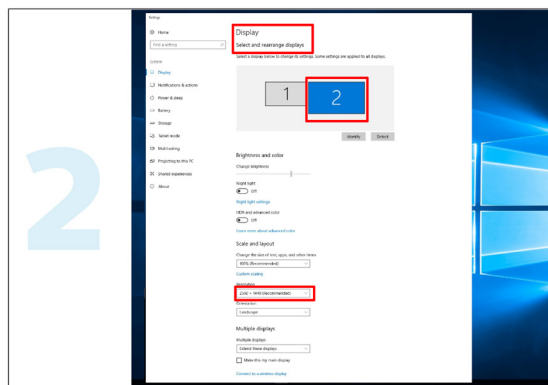 2
Settings
Home
Find a setting
System
Display
Notifications & actions
Power & sleep
Battery
Storage
Tablet mode
Multitasking
Projecting to this PC
Shared experiences
About
Display
Select and rearrange displays
Select a display below to change its settings. Some settings are applied to all displays.
1
2
Identify
Detect
Brightness and color
Change brightness
Night light
Off
Night light settings
HDR and advanced color
Off
Learn more about advanced color
Scale and layout
Change the size of text, apps, and other items
100% (Recommended)
Custom scaling
Resolution
(Recommended)
Orientation
Landscape
Multiple displays
Multiple displays
Extend these displays
Make this my main display
Connect to a wireless display